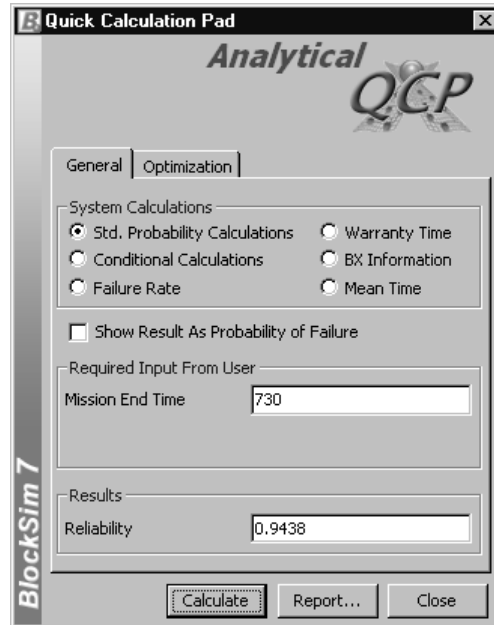 Quick Calculation Pad
Analytical
QCP
General Optimization
System Calculations
Std. Probability Calculations Warranty Time
Conditional Calculations BX Information
Failure Rate Mean Time
Show Result As Probability of Failure
Required Input From User
Mission End Time 730
Results
Reliability 0.9438
Calculate Report... Close
BlockSim 7